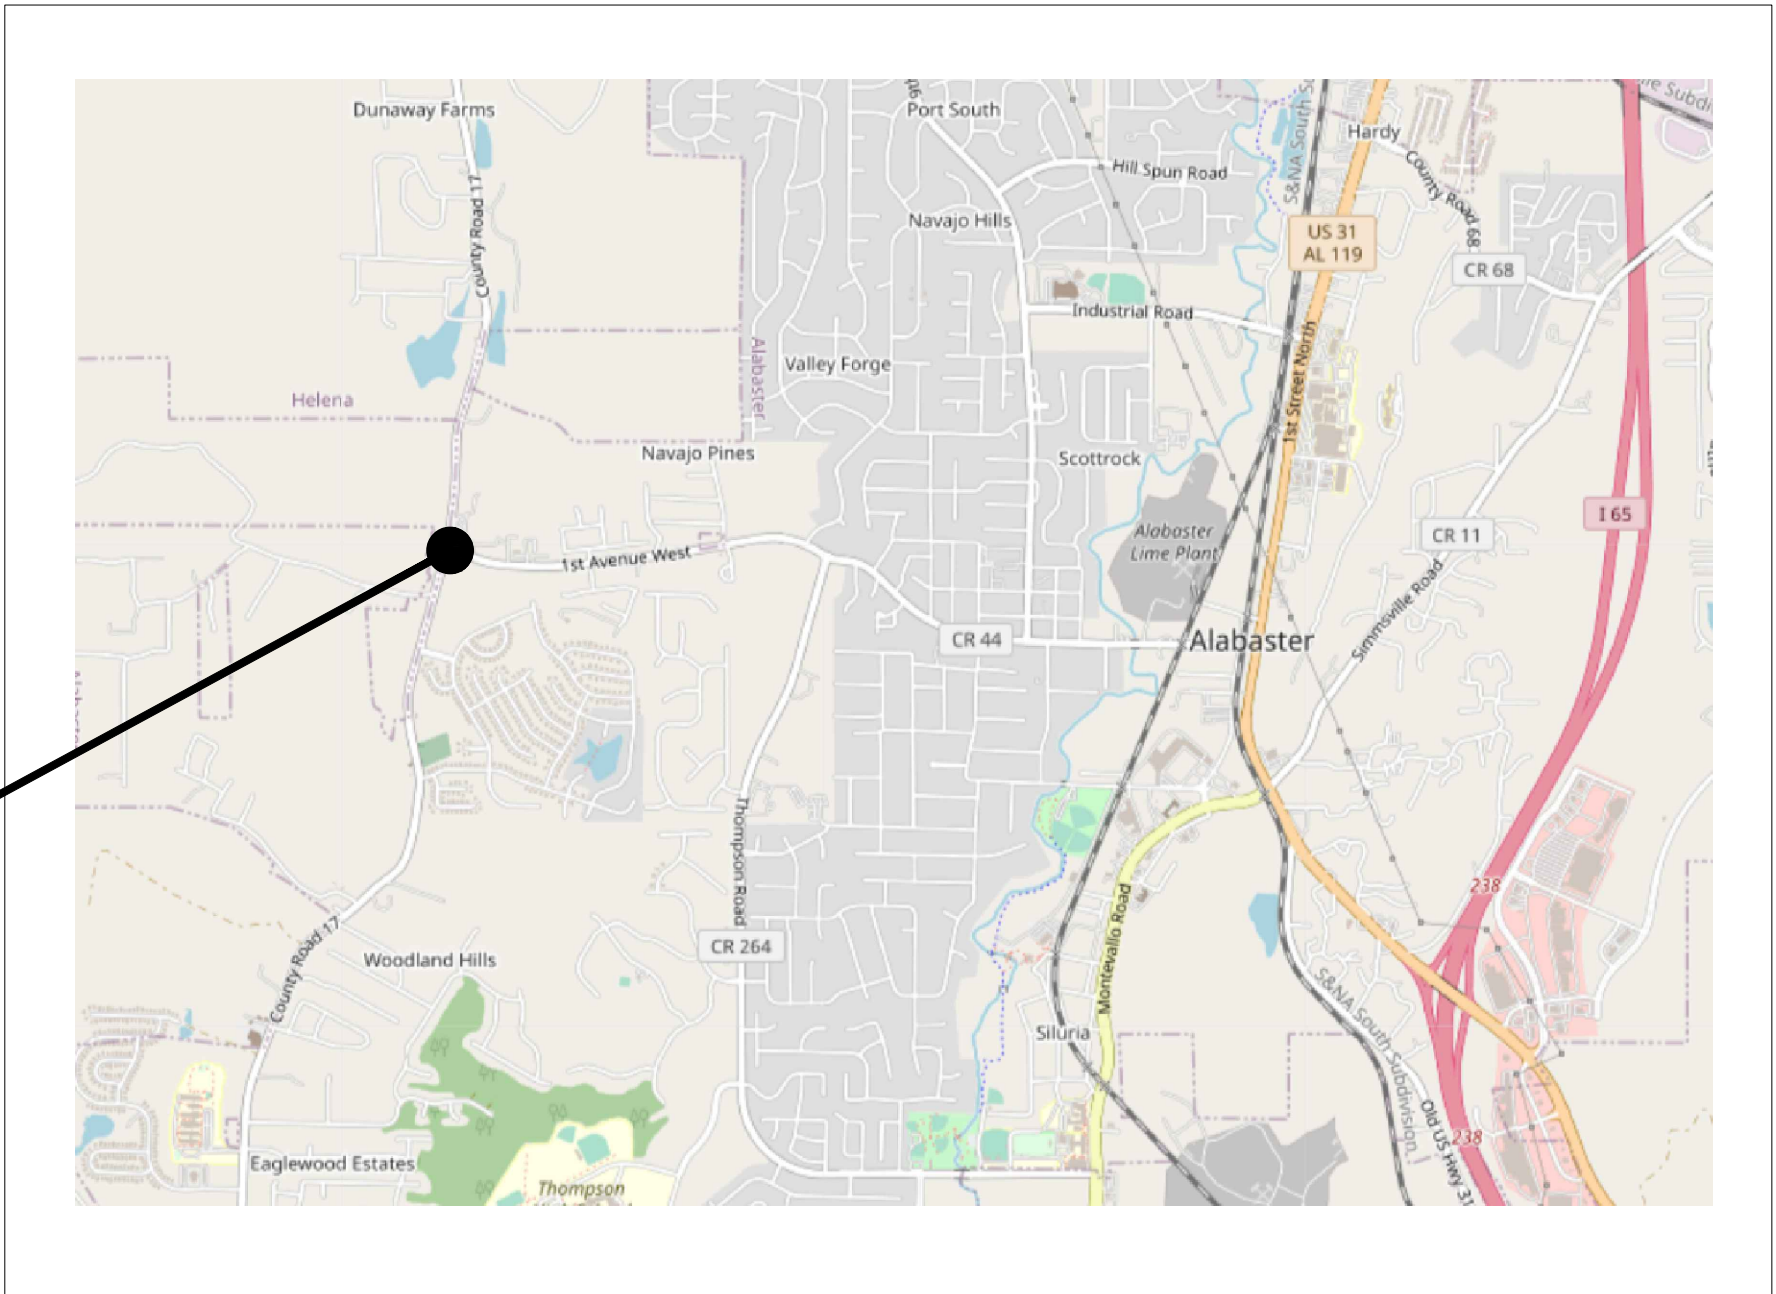 Dunaway Farms
Port South
Hardy
County Road 68
S&NA South
Hill Spun Road
County Road 17
Navajo Hills
US 31
AL 119
CR 68
Industrial Road
Valley Forge
Alabaster
Helena
1st Street North
Navajo Pines
Scottrock
I 65
Alabaster
Lime Plant
CR 11
1st Avenue West
CR 44
Alabaster
Simmsville Road
Thompson Road
238
CR 264
Woodland Hills
County Road 17
Montevallo Road
S&NA South Subdivision
Siluria
Old US Hwy 31
238
Eaglewood Estates
Thompson